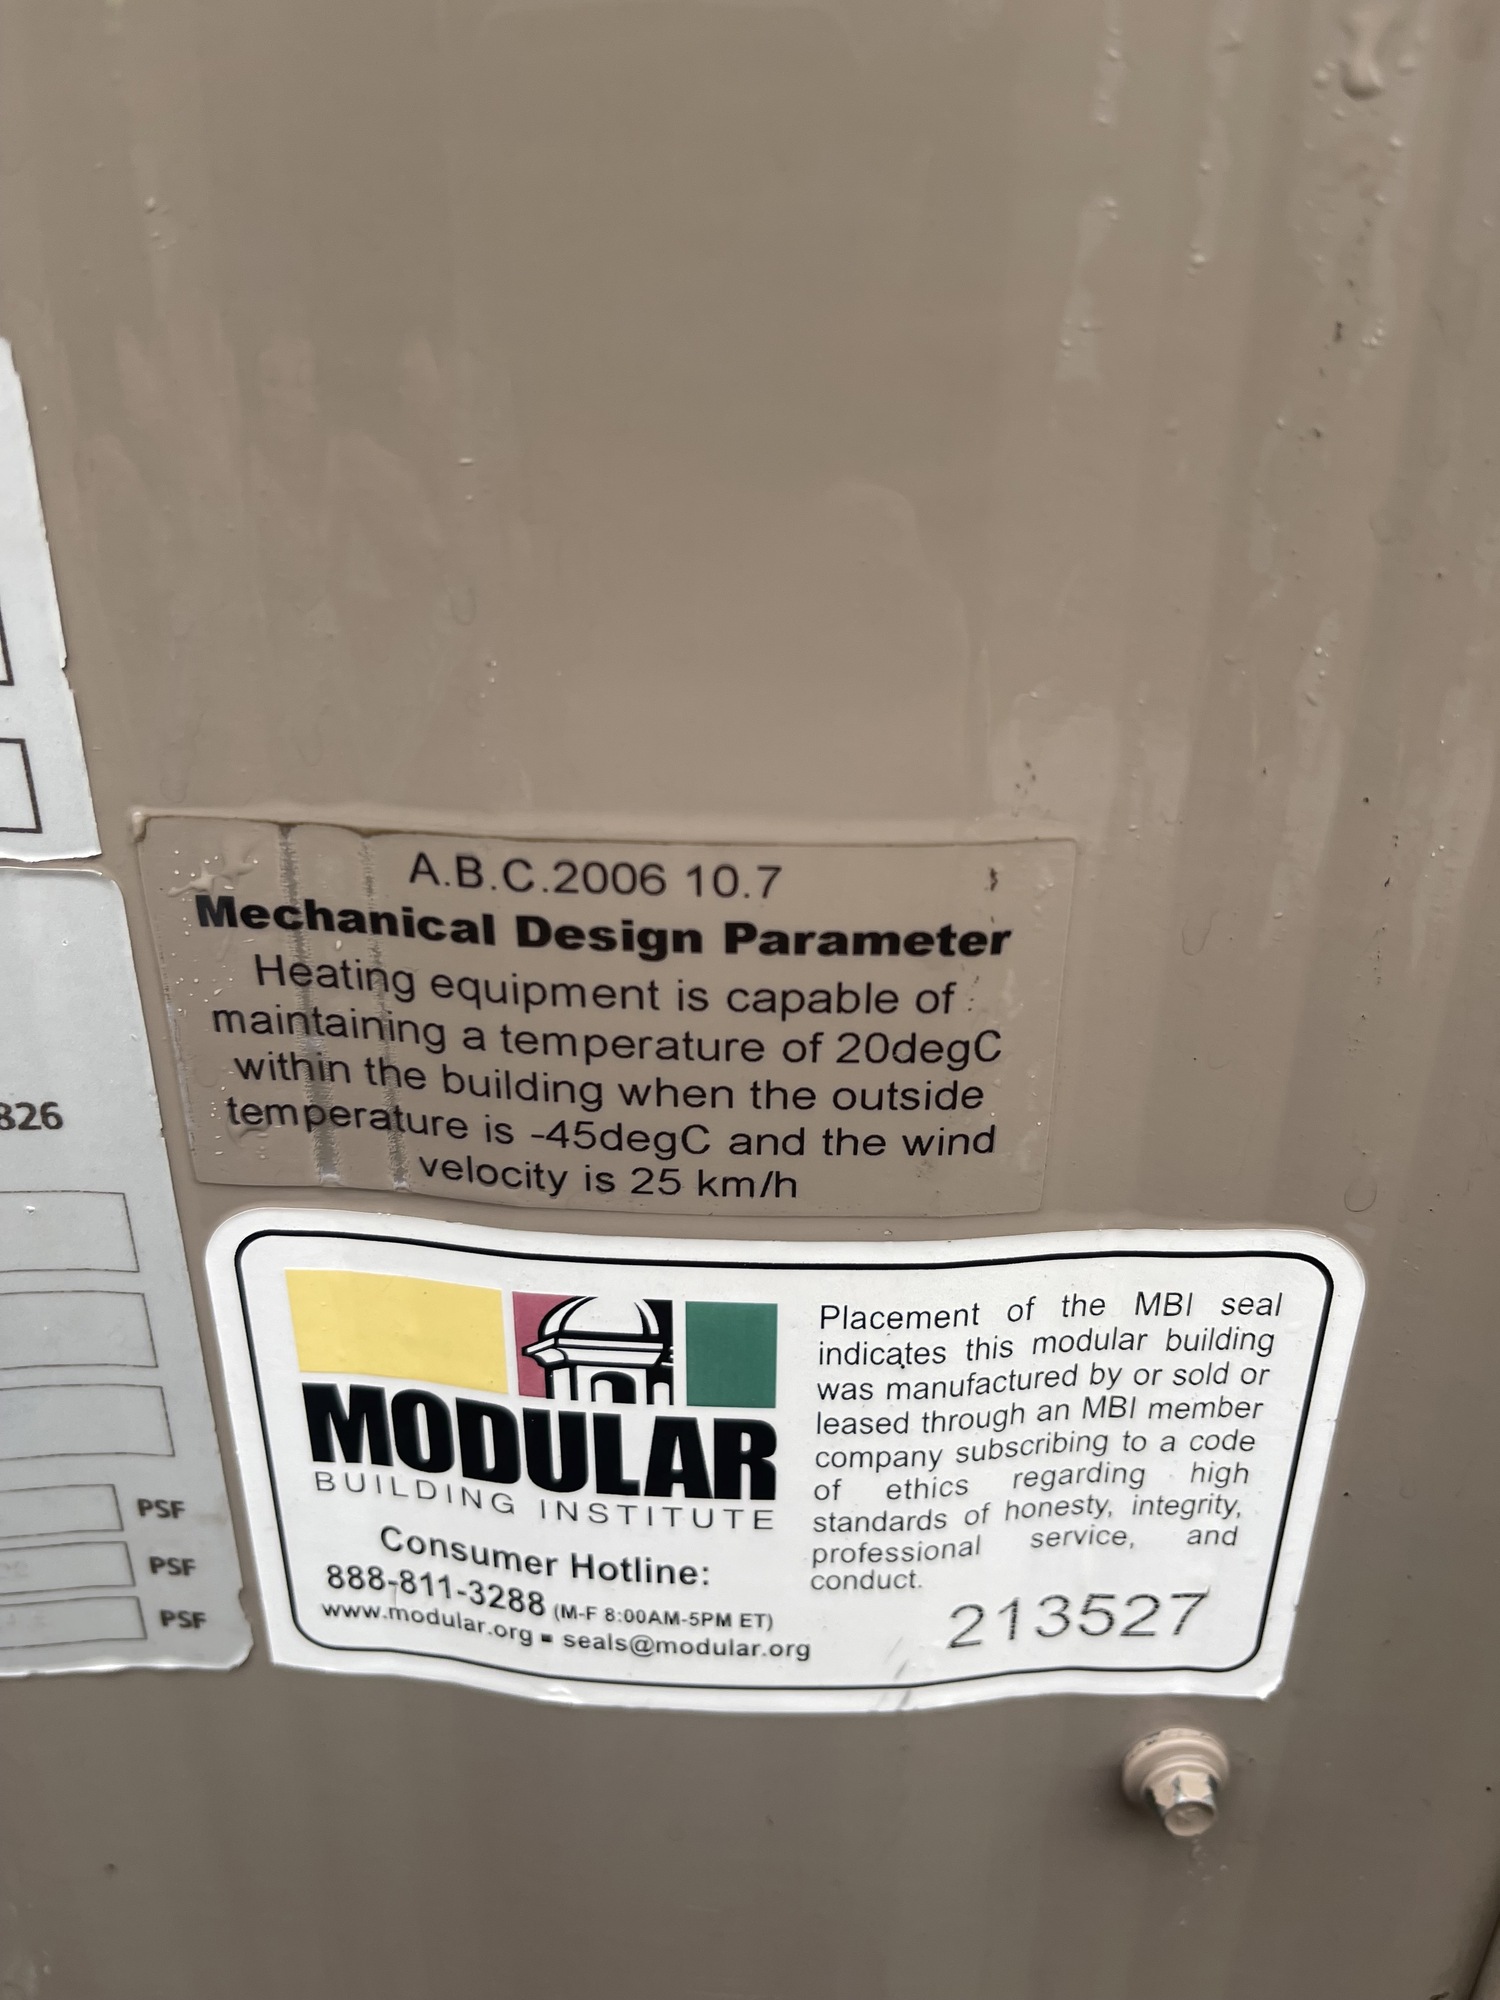 A.B.C.2006 10.7
Mechanical Design Parameter
Heating equipment is capable of
maintaining a temperature of 20degC
within the building when the outside
temperature is -45degC and the wind
velocity is 25 km/h
826
PSF
PSF
PSF
MODULAR
BUILDING INSTITUTE
Consumer Hotline:
888-811-3288 (M-F 8:00AM-5PM ET)
www.modular.org ▪ seals@modular.org
Placement of the MBI seal
indicates this modular building
was manufactured by or sold or
leased through an MBI member
company subscribing to a code
of ethics regarding high
standards of honesty, integrity,
professional service, and
conduct.
213527